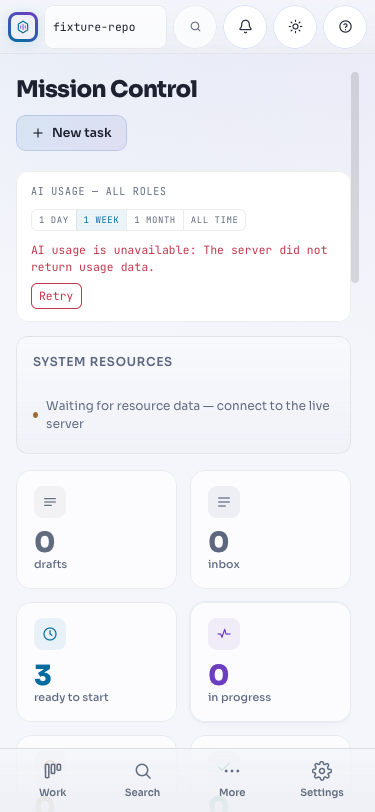 fixture-repo
Mission Control
+ New task
AI USAGE — ALL ROLES
1 DAY 1 WEEK 1 MONTH ALL TIME
AI usage is unavailable: The server did not
return usage data.
Retry
SYSTEM RESOURCES
Waiting for resource data — connect to the live
server
0 0
drafts inbox
3 0
ready to start in progress
0 0
Work Search More Settings